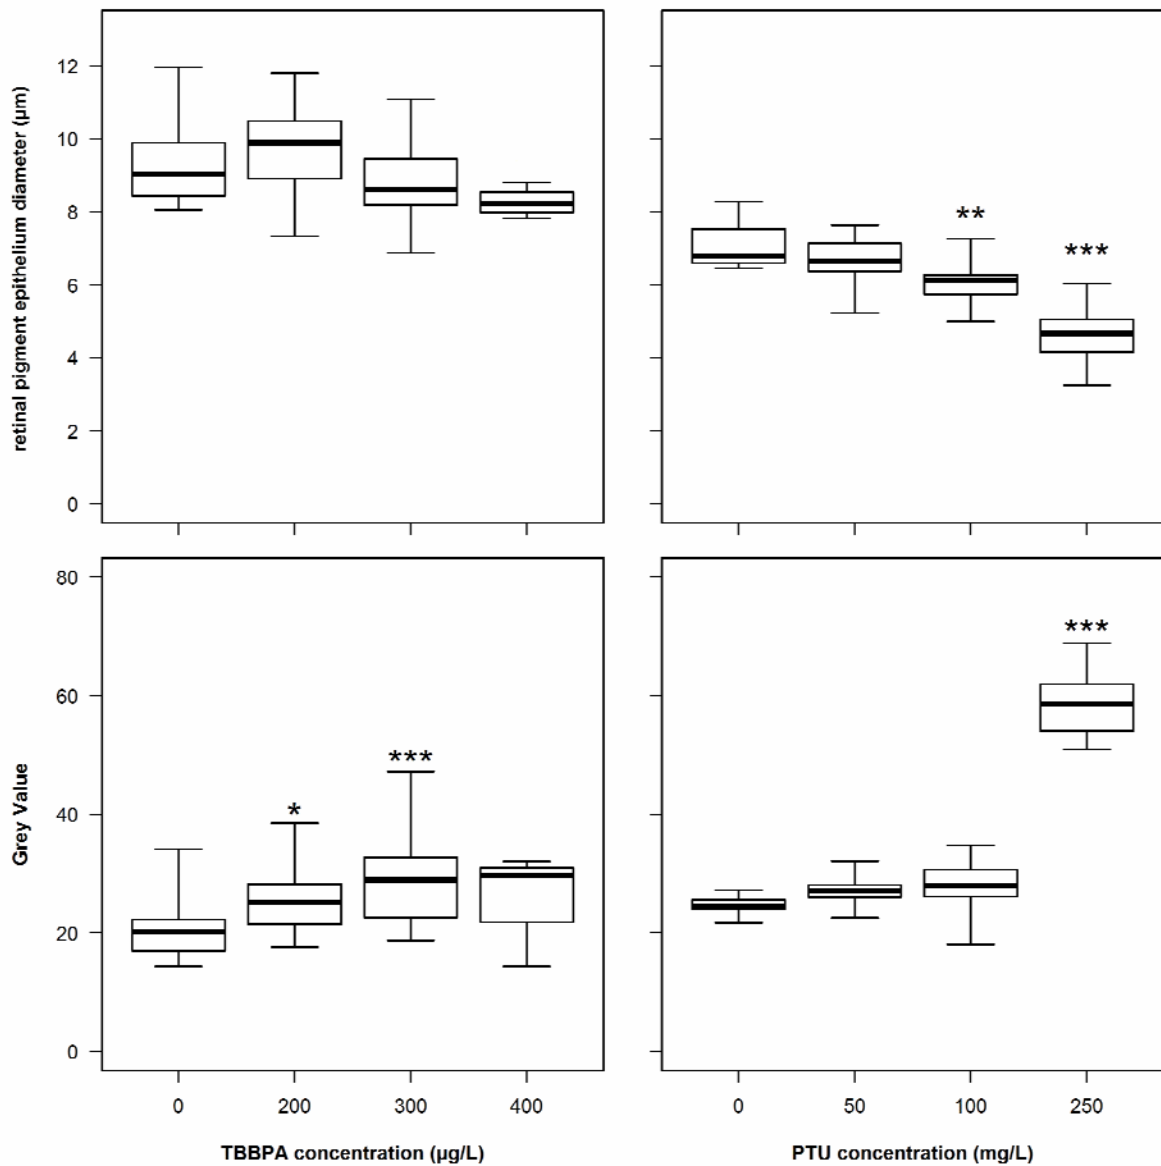 retinal pigment epithelium diameter (µm)
12
10
8
6
4
2
0
**
***
Grey Value
80
60
40
20
0
*
***
***
0 200 300 400
0 50 100 250
TBBPA concentration (µg/L)
PTU concentration (mg/L)